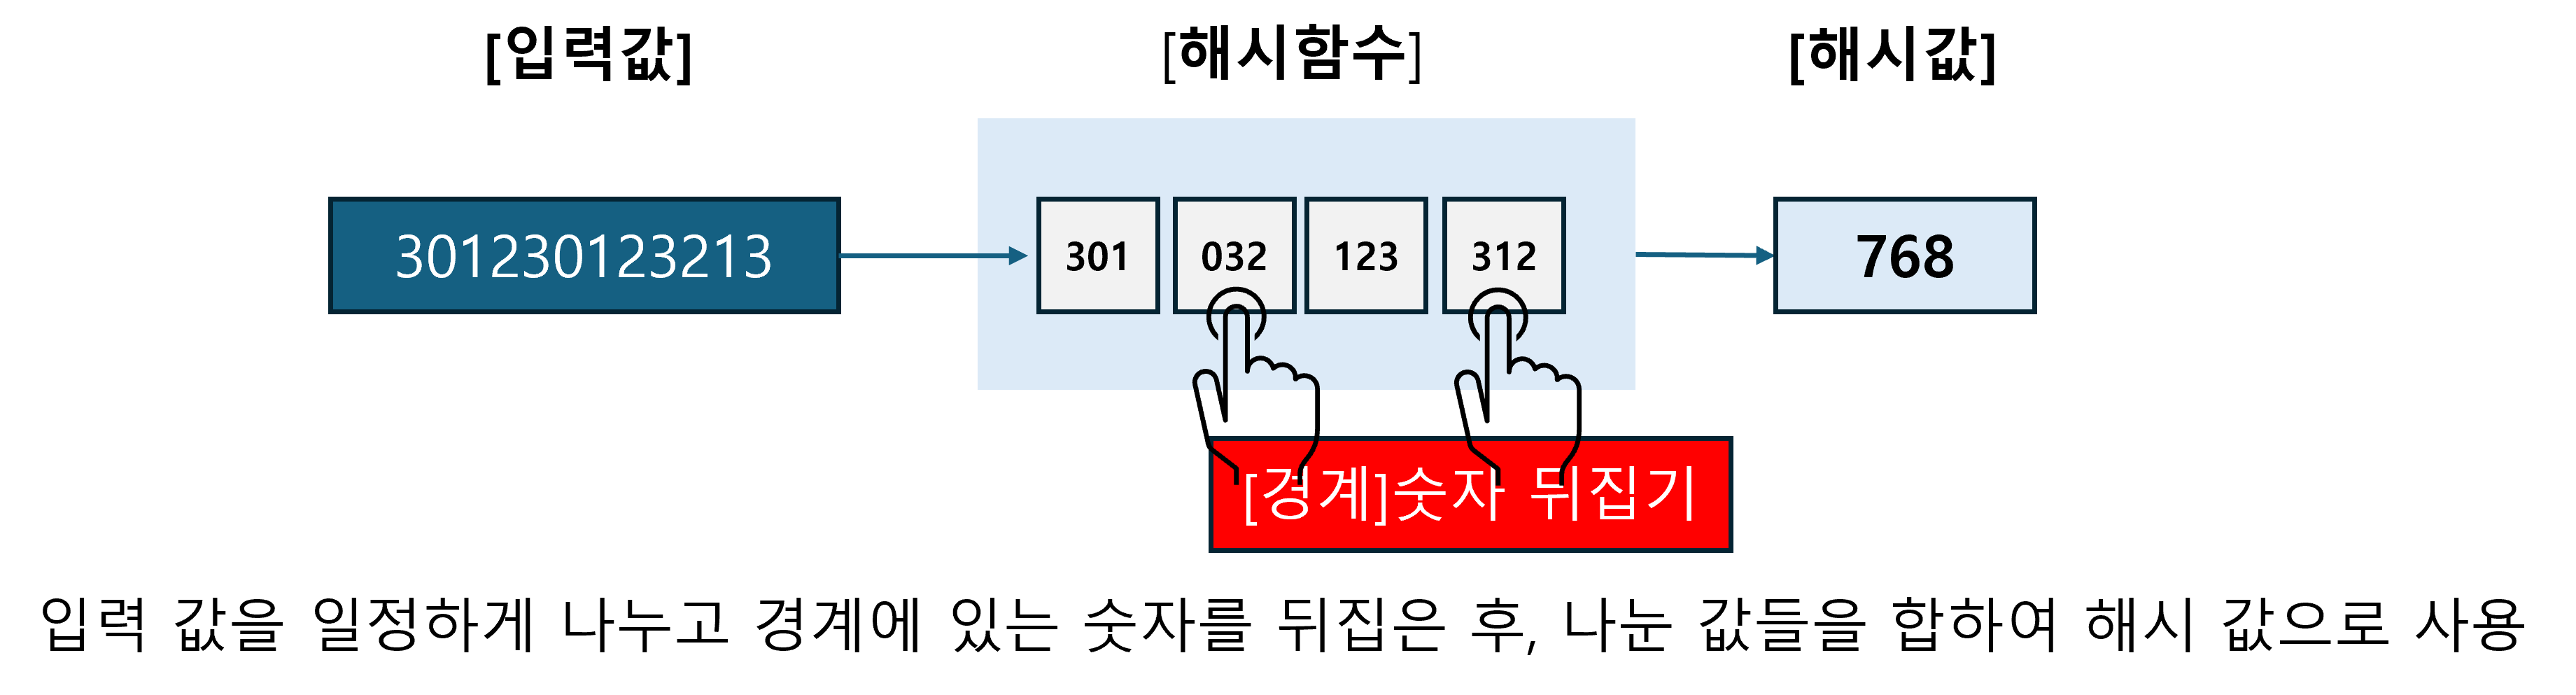 [입력값] [해시함수] [해시값]
301230123213 301 032 123 312 768
[경계]숫자 뒤집기
입력 값을 일정하게 나누고 경계에 있는 숫자를 뒤집은 후, 나눈 값들을 합하여 해시 값으로 사용